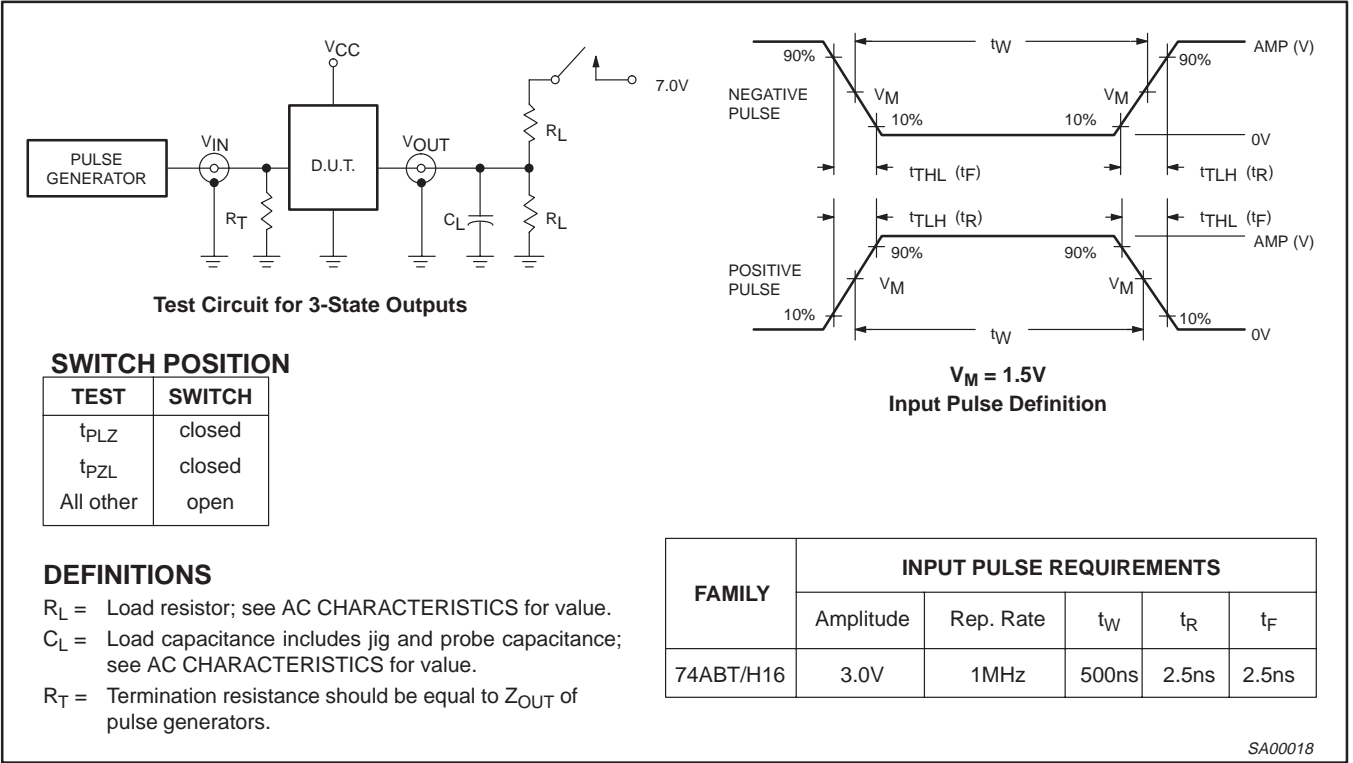 VCC
7.0V
RL
PULSE
GENERATOR
VIN
D.U.T.
VOUT
RT
CL
RL
Test Circuit for 3-State Outputs
90%
tW
AMP (V)
90%
NEGATIVE
PULSE
VM
VM
10%
10%
0V
tTHL (tF)
tTLH (tR)
tTLH (tR)
tTHL (tF)
AMP (V)
90%
90%
POSITIVE
PULSE
VM
VM
10%
10%
tW
0V
VM = 1.5V
Input Pulse Definition
SWITCH POSITION
TEST SWITCH
tPLZ closed
tPZL closed
All other open
DEFINITIONS
RL = Load resistor; see AC CHARACTERISTICS for value.
CL = Load capacitance includes jig and probe capacitance;
see AC CHARACTERISTICS for value.
RT = Termination resistance should be equal to ZOUT of
pulse generators.
FAMILY
INPUT PULSE REQUIREMENTS
Amplitude Rep. Rate tW tR tF
74ABT/H16 3.0V 1MHz 500ns 2.5ns 2.5ns
SA00018